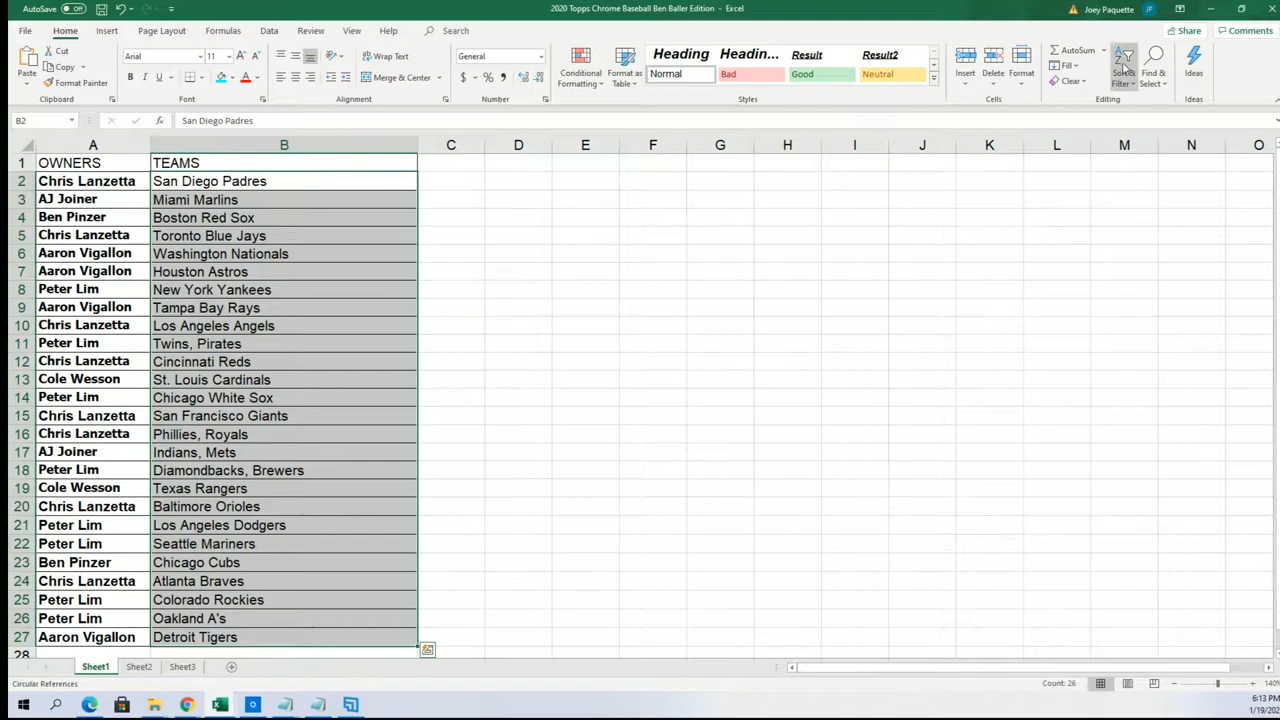 AutoSave Off 2020 Topps Chrome Baseball Ben Baller Edition - Excel Joey Paquette JP
File Home Insert Page Layout Formulas Data Review View Help Search Share Comments
Paste Cut Copy Format Painter Clipboard
Arial 11 A A B I U A Font
ab Wrap Text Merge & Center Alignment
General $ % , Number
Conditional Formatting Format as Table Heading Headin... Result Result2 Normal Bad Good Neutral Styles
Insert Delete Format Cells
AutoSum Fill Clear Sort & Filter Find & Select Editing
Ideas Ideas
B2 fx San Diego Padres
A B C D E F G H I J K L M N O
1 OWNERS TEAMS
2 Chris Lanzetta San Diego Padres
3 AJ Joiner Miami Marlins
4 Ben Pinzer Boston Red Sox
5 Chris Lanzetta Toronto Blue Jays
6 Aaron Vigallon Washington Nationals
7 Aaron Vigallon Houston Astros
8 Peter Lim New York Yankees
9 Aaron Vigallon Tampa Bay Rays
10 Chris Lanzetta Los Angeles Angels
11 Peter Lim Twins, Pirates
12 Chris Lanzetta Cincinnati Reds
13 Cole Wesson St. Louis Cardinals
14 Peter Lim Chicago White Sox
15 Chris Lanzetta San Francisco Giants
16 Chris Lanzetta Phillies, Royals
17 AJ Joiner Indians, Mets
18 Peter Lim Diamondbacks, Brewers
19 Cole Wesson Texas Rangers
20 Chris Lanzetta Baltimore Orioles
21 Peter Lim Los Angeles Dodgers
22 Peter Lim Seattle Mariners
23 Ben Pinzer Chicago Cubs
24 Chris Lanzetta Atlanta Braves
25 Peter Lim Colorado Rockies
26 Peter Lim Oakland A's
27 Aaron Vigallon Detroit Tigers
28
Sheet1 Sheet2 Sheet3
Circular References Count: 26 140%
6:13 PM
1/19/202